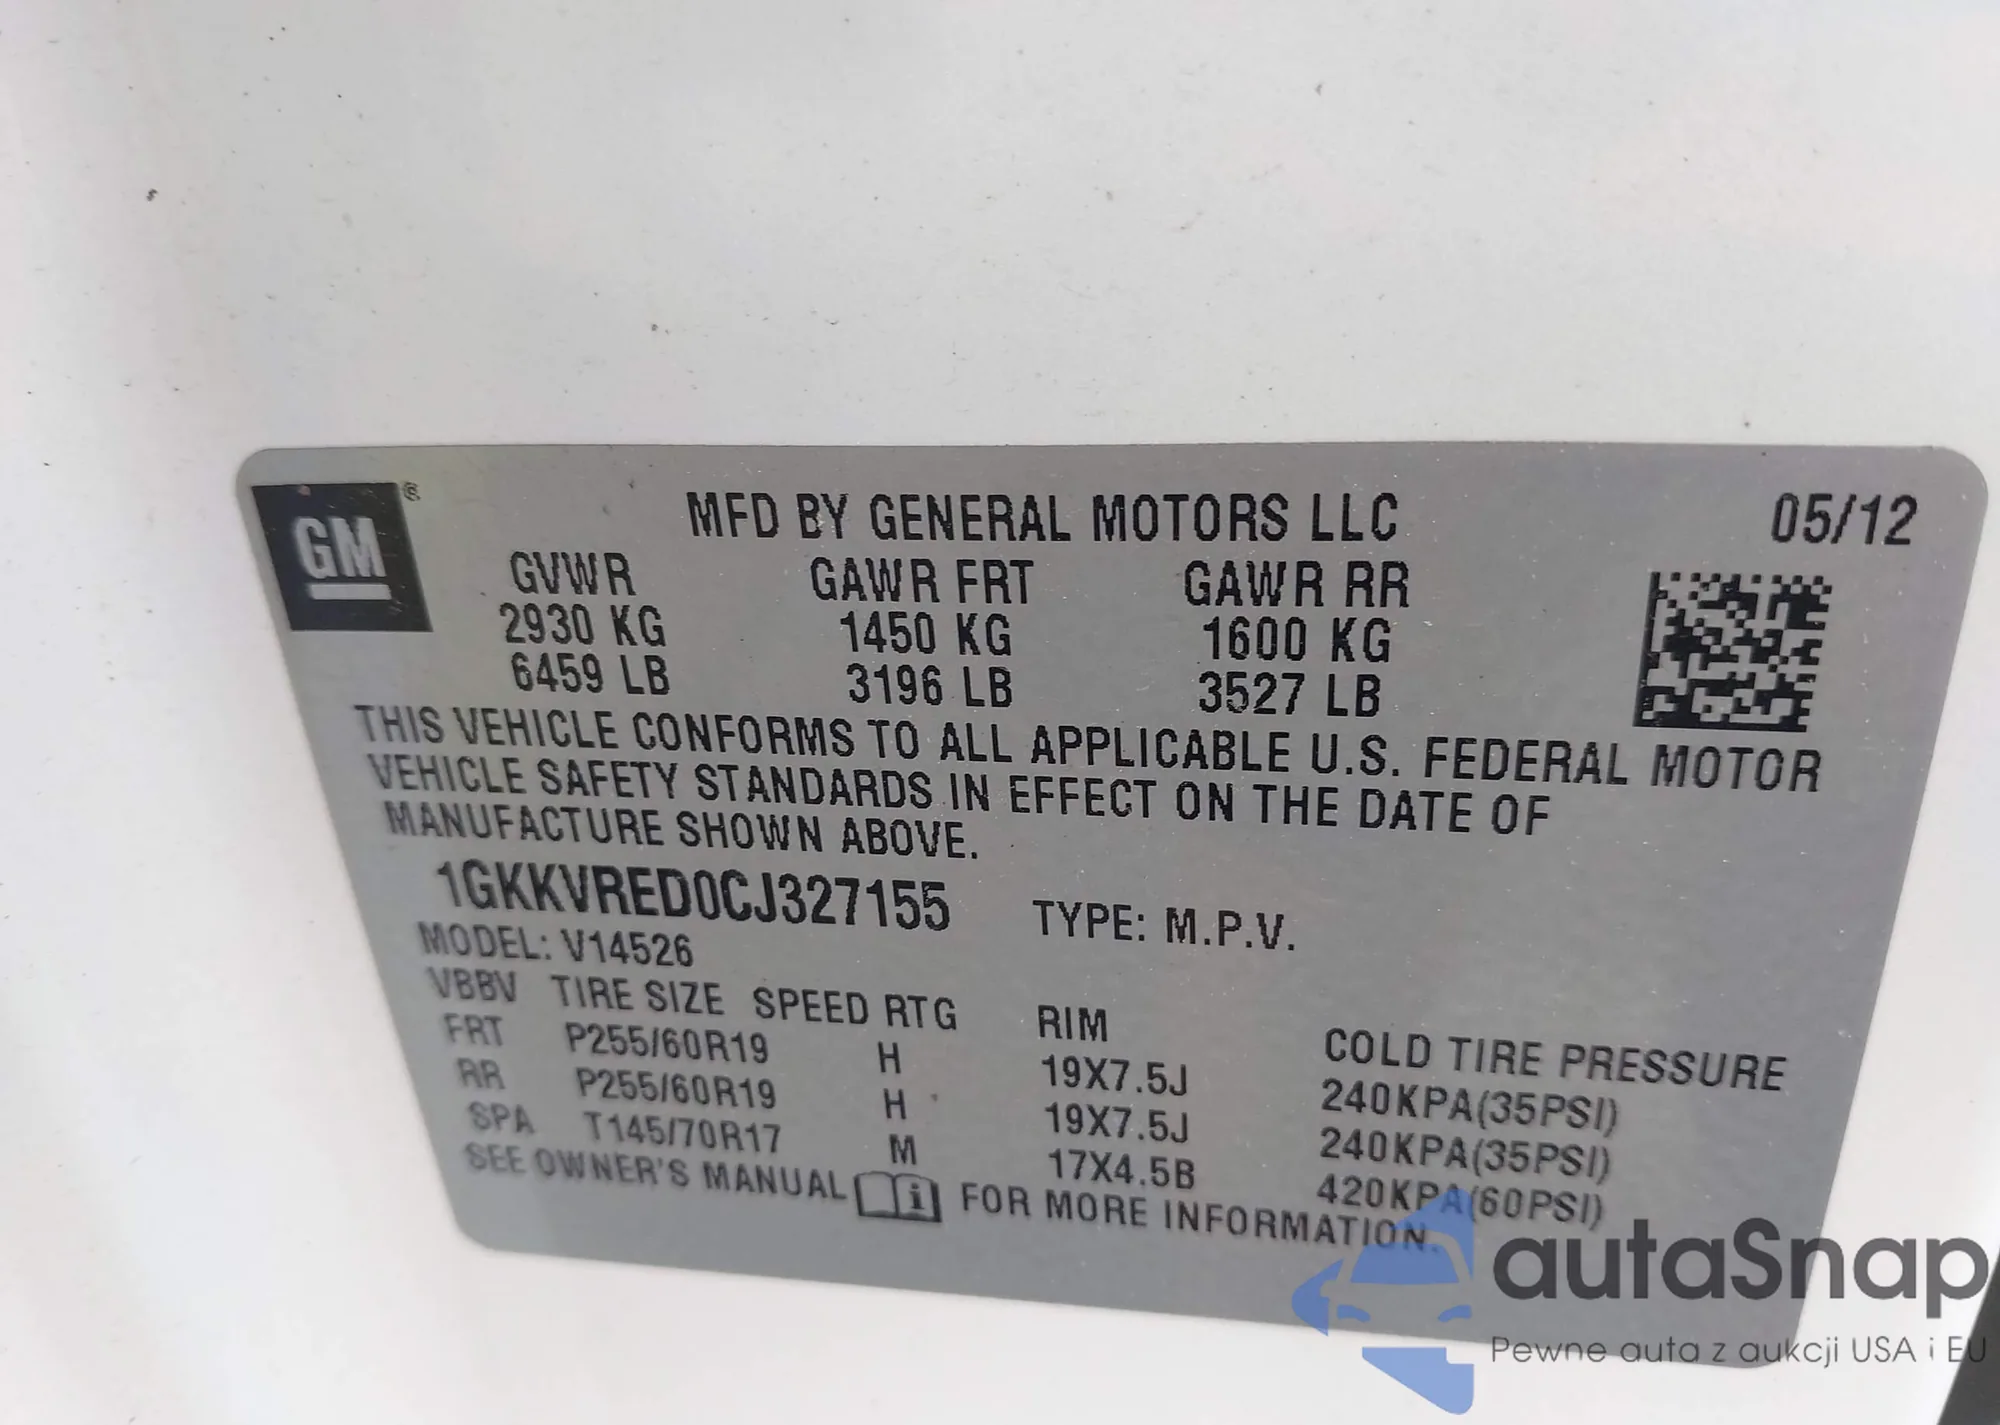 GM ®
MFD BY GENERAL MOTORS LLC 05/12
GVWR GAWR FRT GAWR RR
2930 KG 1450 KG 1600 KG
6459 LB 3196 LB 3527 LB
THIS VEHICLE CONFORMS TO ALL APPLICABLE U.S. FEDERAL MOTOR
VEHICLE SAFETY STANDARDS IN EFFECT ON THE DATE OF
MANUFACTURE SHOWN ABOVE.
1GKKVRED0CJ327155 TYPE: M.P.V.
MODEL: V14526
VBBV TIRE SIZE SPEED RTG RIM COLD TIRE PRESSURE
FRT P255/60R19 H 19X7.5J 240KPA(35PSI)
RR P255/60R19 H 19X7.5J 240KPA(35PSI)
SPA T145/70R17 M 17X4.5B 420KPA(60PSI)
SEE OWNER'S MANUAL i FOR MORE INFORMATION.
autaSnap
Pewne auta z aukcji USA i EU